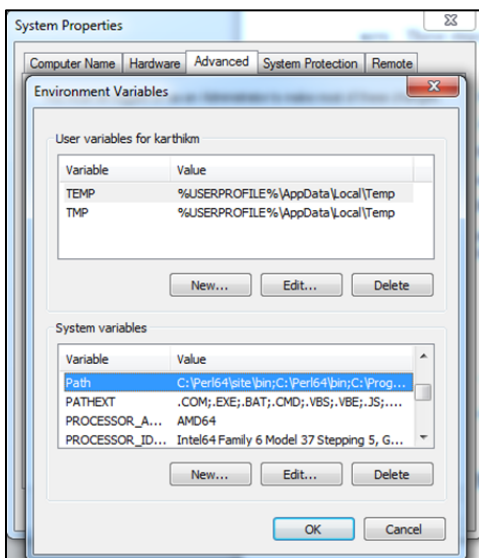 System Properties
Computer Name Hardware Advanced System Protection Remote
Environment Variables
User variables for karthikm
Variable Value
TEMP %USERPROFILE%\AppData\Local\Temp
TMP %USERPROFILE%\AppData\Local\Temp
New... Edit... Delete
System variables
Variable Value
Path C:\Perl64\site\bin;C:\Perl64\bin;C:\Prog...
PATHEXT .COM;.EXE;.BAT;.CMD;.VBS;.VBE;.JS;....
PROCESSOR_A... AMD64
PROCESSOR_ID... Intel64 Family 6 Model 37 Stepping 5, G...
New... Edit... Delete
OK Cancel